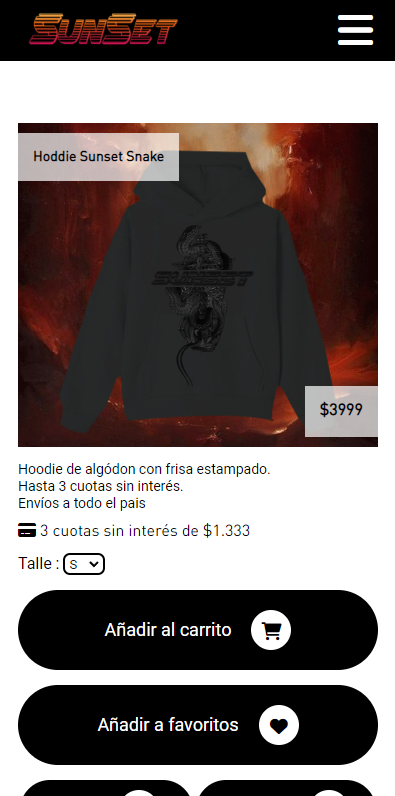 SUNSET
Hoddie Sunset Snake
SUNSET
$3999
Hoodie de algódon con frisa estampado.
Hasta 3 cuotas sin interés.
Envíos a todo el pais
3 cuotas sin interés de $1.333
Talle : S
Añadir al carrito
Añadir a favoritos